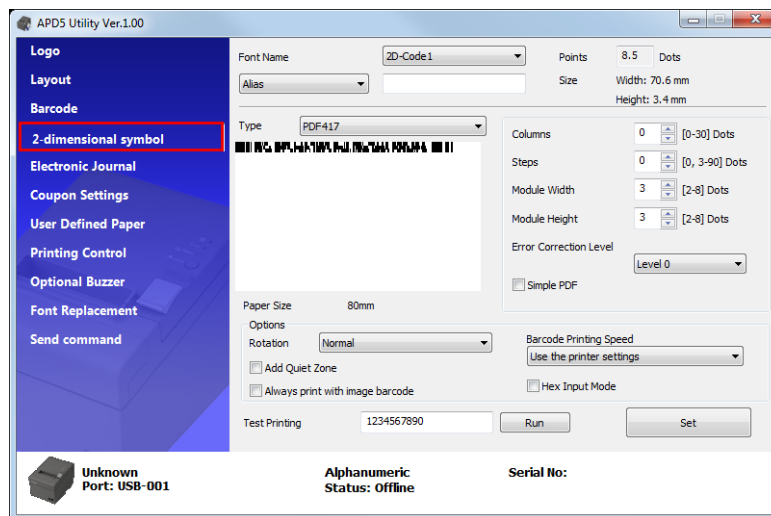 APD5 Utility Ver.1.00
Logo
Layout
Barcode
2-dimensional symbol
Electronic Journal
Coupon Settings
User Defined Paper
Printing Control
Optional Buzzer
Font Replacement
Send command
Font Name 2D-Code1 Points 8.5 Dots
Alias Size Width: 70.6 mm
Height: 3.4 mm
Type PDF417
Columns 0 [0-30] Dots
Steps 0 [0, 3-90] Dots
Module Width 3 [2-8] Dots
Module Height 3 [2-8] Dots
Error Correction Level
Level 0
Simple PDF
Paper Size 80mm
Options
Rotation Normal
Add Quiet Zone
Always print with image barcode
Barcode Printing Speed
Use the printer settings
Hex Input Mode
Test Printing 1234567890 Run Set
Unknown Alphanumeric Serial No:
Port: USB-001 Status: Offline